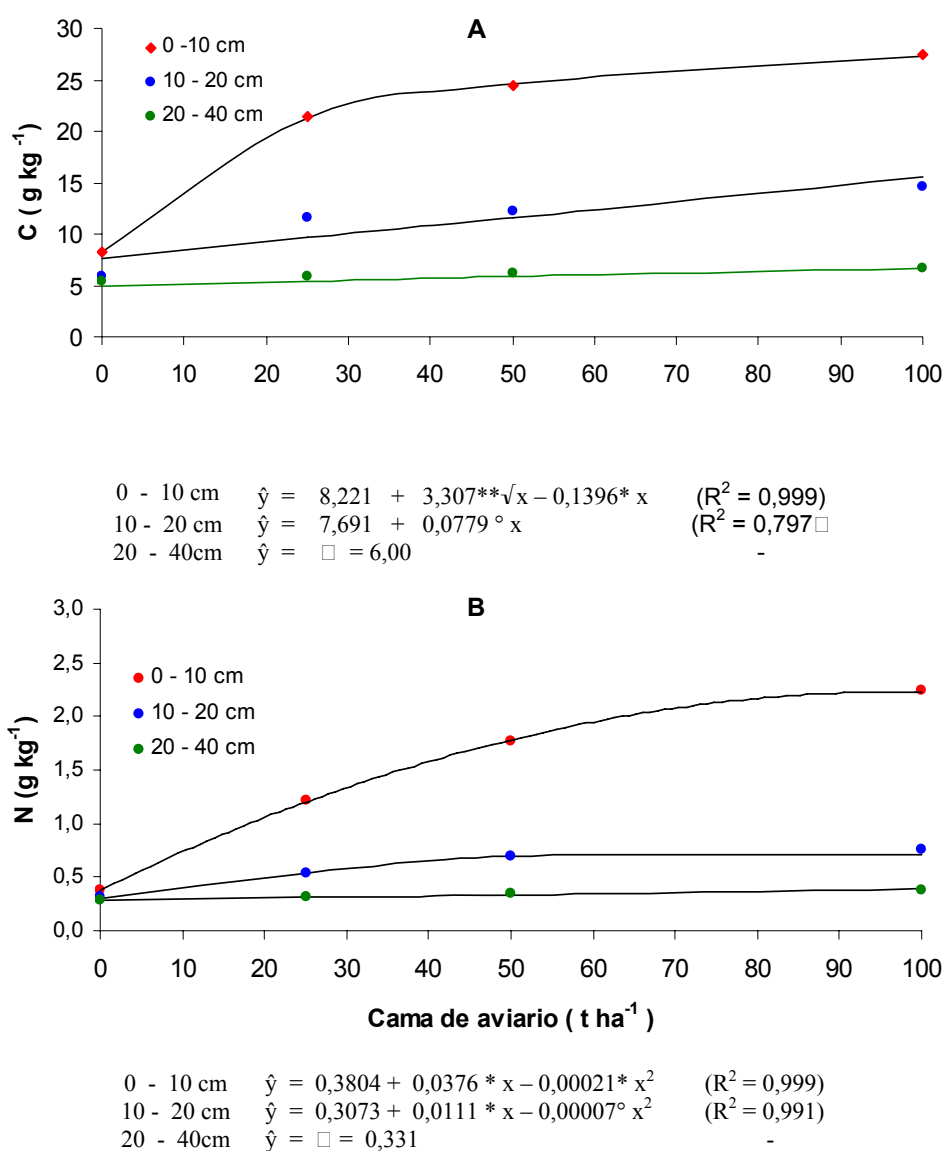 A
C ( g kg⁻¹ )
30
25
20
15
10
5
0
0 -10 cm
10 - 20 cm
20 - 40 cm
0 10 20 30 40 50 60 70 80 90 100
0 - 10 cm ŷ = 8,221 + 3,307**√x – 0,1396* x (R² = 0,999)
10 - 20 cm ŷ = 7,691 + 0,0779 ° x (R² = 0,797□
20 - 40cm ŷ = □ = 6,00 -
B
N (g kg⁻¹)
3,0
2,5
2,0
1,5
1,0
0,5
0,0
0 - 10 cm
10 - 20 cm
20 - 40 cm
0 10 20 30 40 50 60 70 80 90 100
Cama de aviario ( t ha⁻¹ )
0 - 10 cm ŷ = 0,3804 + 0,0376 * x – 0,00021* x² (R² = 0,999)
10 - 20 cm ŷ = 0,3073 + 0,0111 * x – 0,00007° x² (R² = 0,991)
20 - 40cm ŷ = □ = 0,331 -